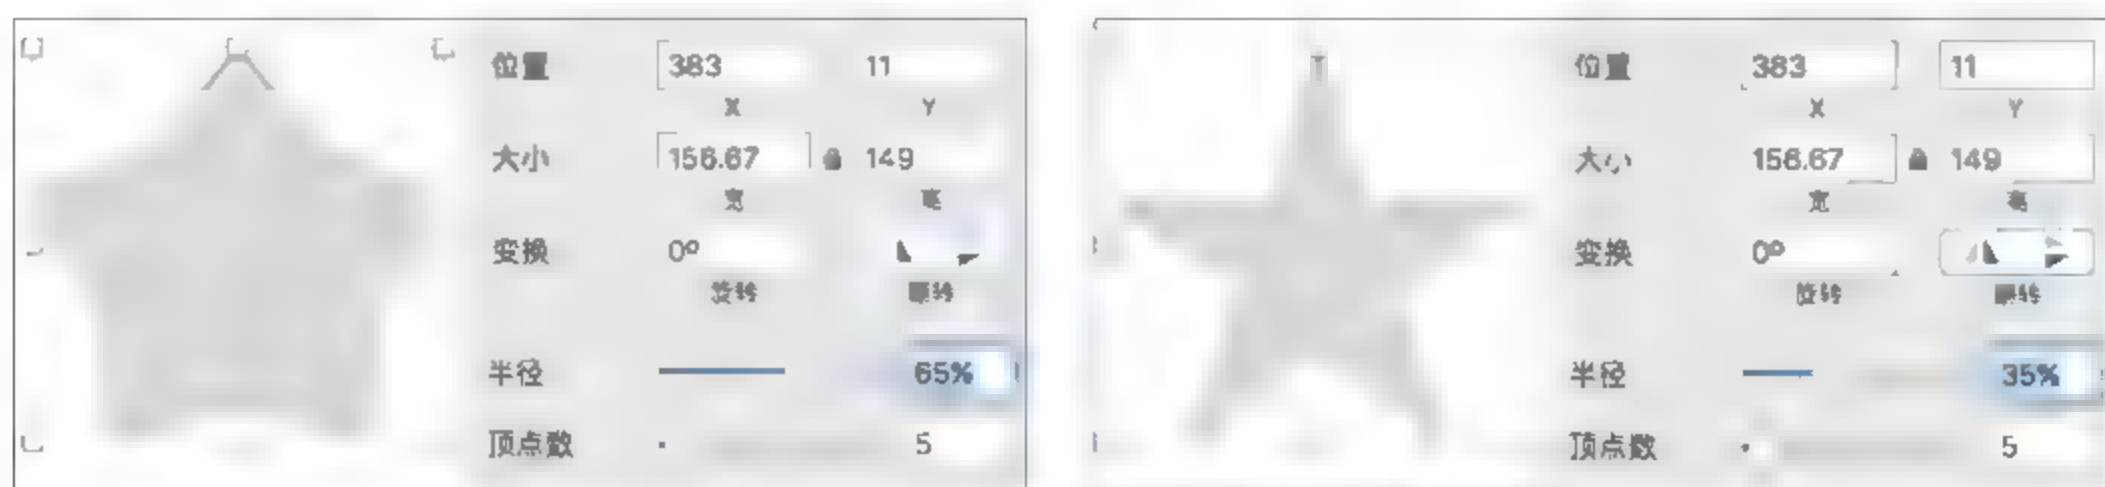 位置 383 11
X Y
大小 156.67 149
宽 高
变换 0º
旋转 翻转
半径 65%
顶点数 5
位置 383 11
X Y
大小 156.67 149
宽 高
变换 0º
旋转 翻转
半径 35%
顶点数 5